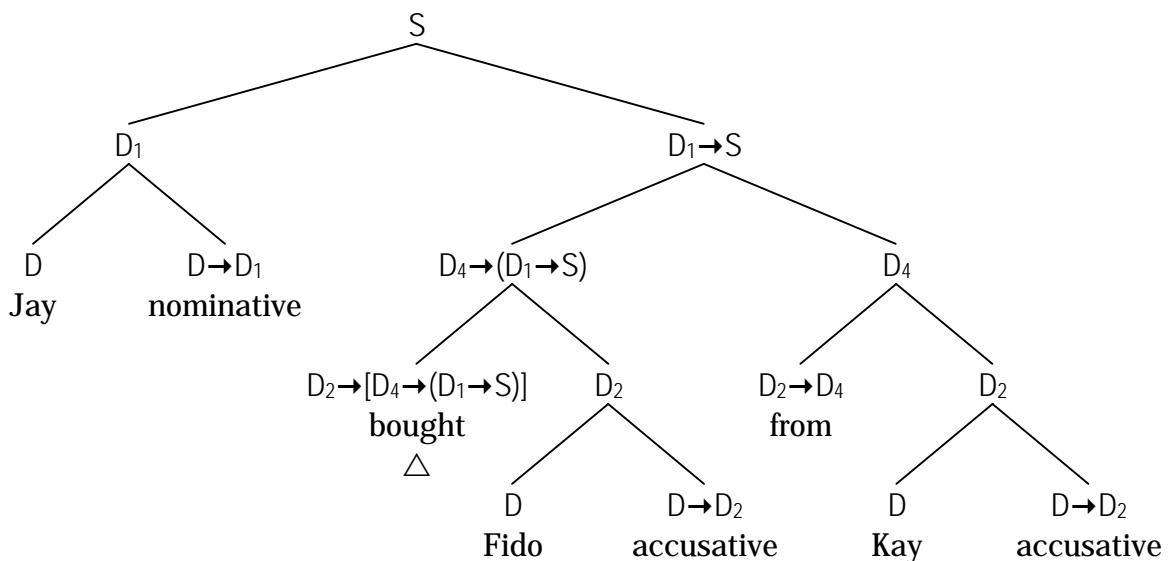 S
D₁ D₁→S
D D→D₁ D₄→(D₁→S) D₄
Jay nominative
D₂→[D₄→(D₁→S)] D₂ D₂→D₄ D₂
bought from
△
D D→D₂ D D→D₂
Fido accusative Kay accusative